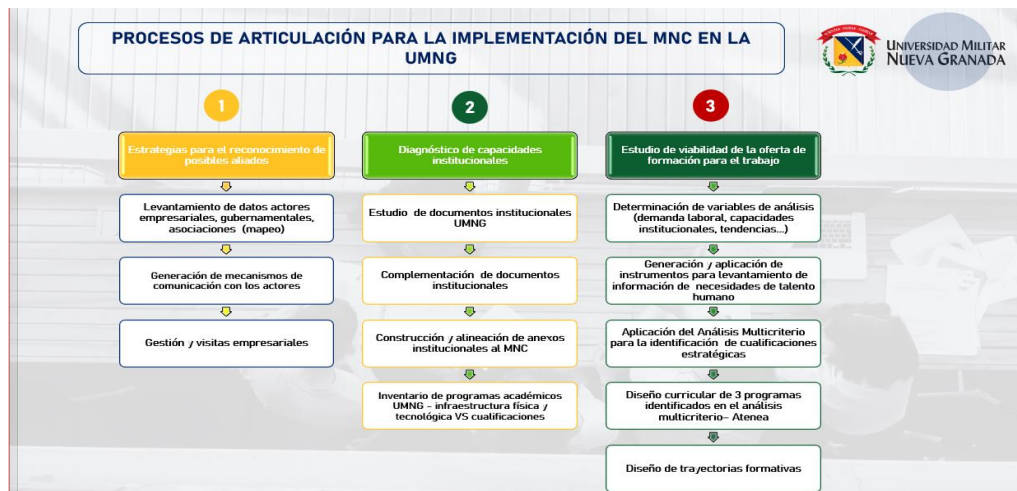 PROCESOS DE ARTICULACIÓN PARA LA IMPLEMENTACIÓN DEL MNC EN LA
UMNG
UNIVERSIDAD MILITAR
NUEVA GRANADA
1
Estrategias para el reconocimiento de
posibles aliados
Levantamiento de datos actores
empresariales, gubernamentales,
asociaciones (mapeo)
Generación de mecanismos de
comunicación con los actores
Gestión y visitas empresariales
2
Diagnóstico de capacidades
institucionales
Estudio de documentos institucionales
UMNG
Complementación de documentos
institucionales
Construcción y alineación de anexos
institucionales al MNC
Inventario de programas académicos
UMNG - infraestructura física y
tecnológica VS cualificaciones
3
Estudio de viabilidad de la oferta de
formación para el trabajo
Determinación de variables de análisis
(demanda laboral, capacidades
institucionales, tendencias...)
Generación y aplicación de
instrumentos para levantamiento de
información de necesidades de talento
humano
Aplicación del Análisis Multicriterio
para la identificación de cualificaciones
estratégicas
Diseño curricular de 3 programas
identificados en el análisis
multicriterio– Atenea
Diseño de trayectorias formativas